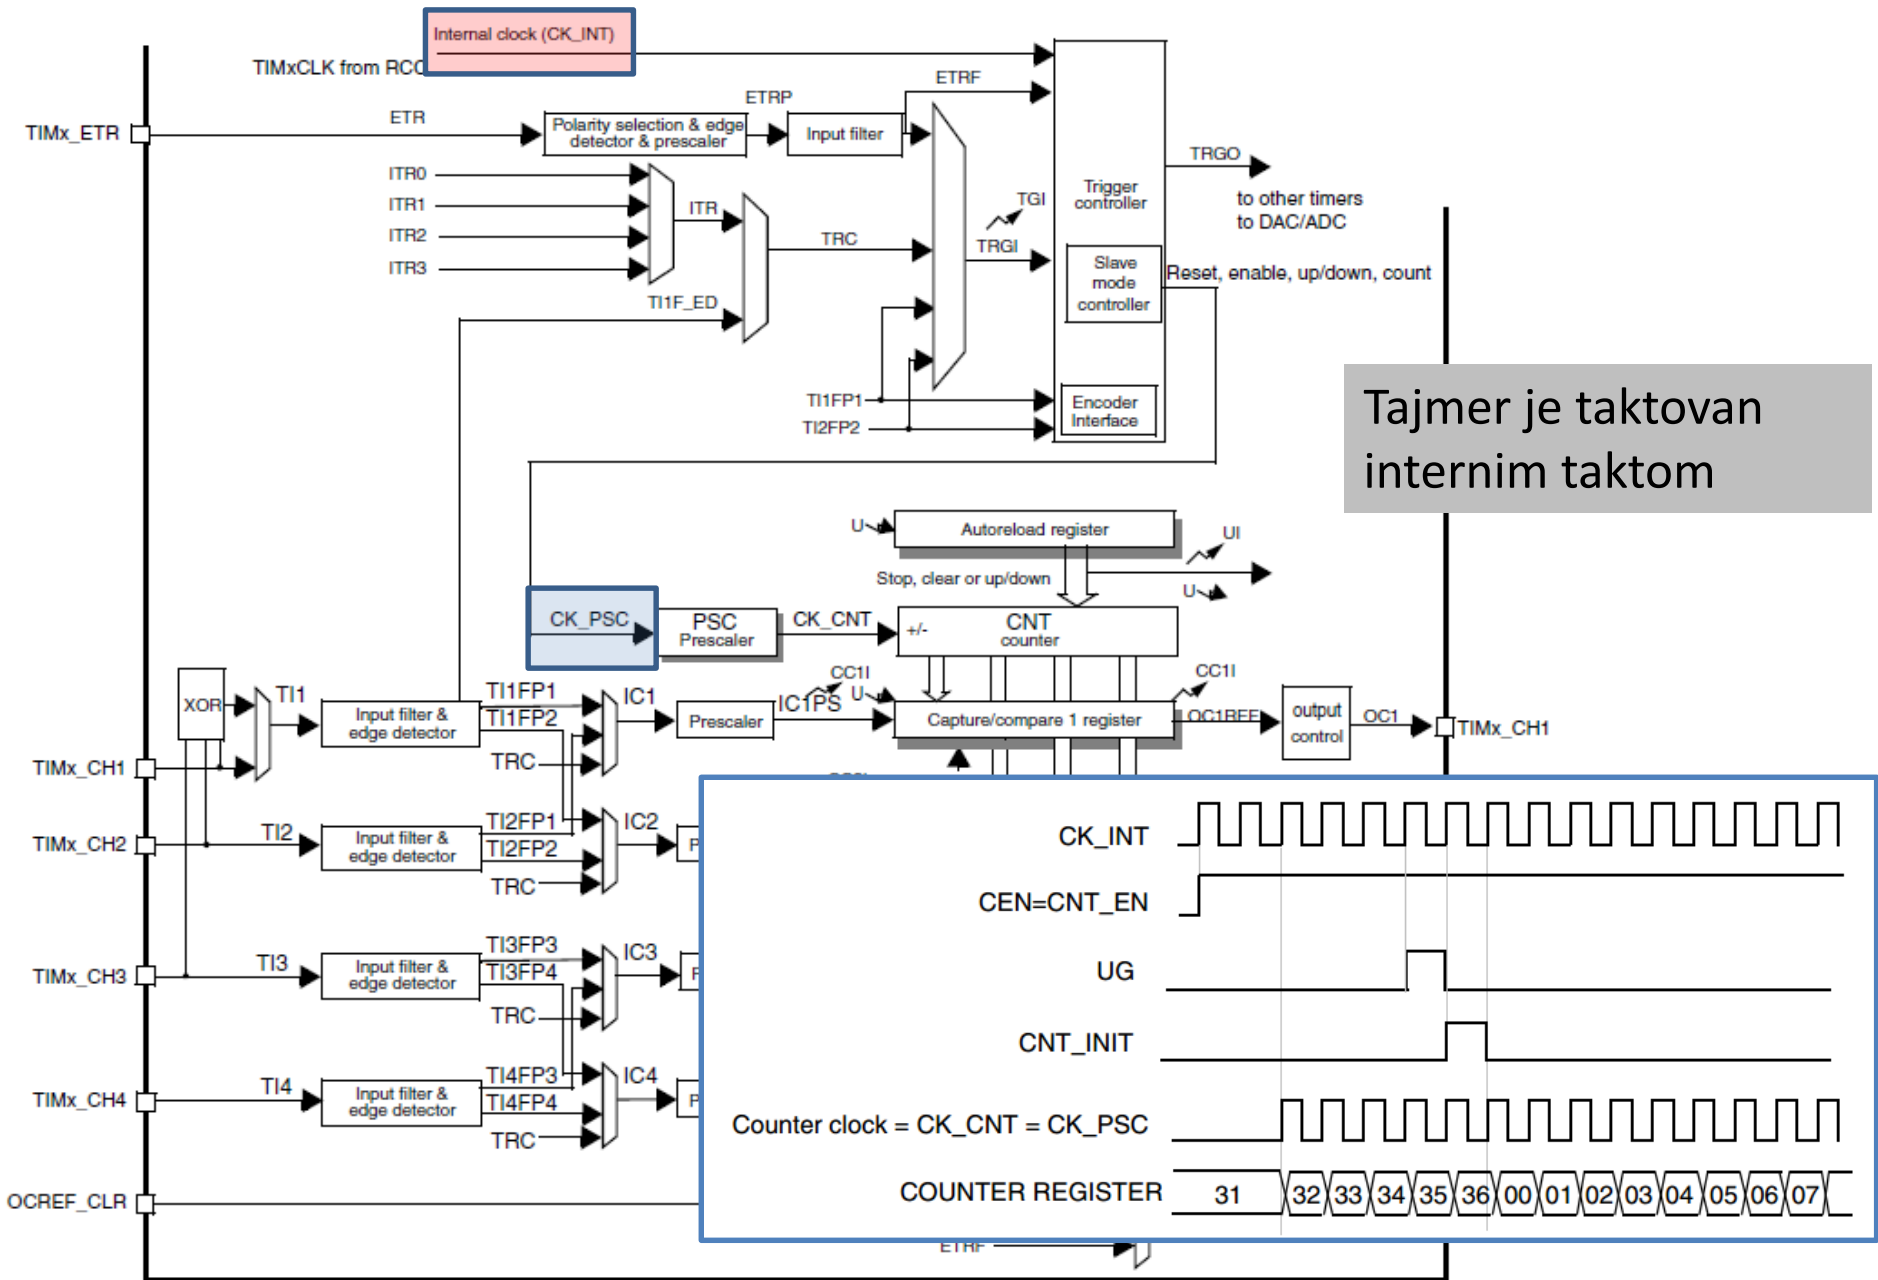 Internal clock (CK_INT)
TIMxCLK from RCC
ETRF
ETRP
ETR
TIMx_ETR
Polarity selection & edge
detector & prescaler
Input filter
TRGO
to other timers
to DAC/ADC
ITR0
ITR1
ITR2
ITR3
ITR
TRC
TGI
TRGI
Trigger
controller
Slave
mode
controller
Reset, enable, up/down, count
TI1F_ED
TI1FP1
TI2FP2
Encoder
Interface
Tajmer je taktovan
internim taktom
U
Autoreload register
UI
Stop, clear or up/down
U
CK_PSC
PSC
Prescaler
CK_CNT
+/-
CNT
counter
XOR
TI1
Input filter &
edge detector
TI1FP1
TI1FP2
TRC
IC1
Prescaler
IC1PS
CC1I
U
Capture/compare 1 register
CC1I
OC1REF
output
control
OC1
TIMx_CH1
TIMx_CH1
TIMx_CH2
TI2
Input filter &
edge detector
TI2FP1
TI2FP2
TRC
IC2
P
TIMx_CH3
TI3
Input filter &
edge detector
TI3FP3
TI3FP4
TRC
IC3
TIMx_CH4
TI4
Input filter &
edge detector
TI4FP3
TI4FP4
TRC
IC4
P
OCREF_CLR
ETRF
CK_INT
CEN=CNT_EN
UG
CNT_INIT
Counter clock = CK_CNT = CK_PSC
COUNTER REGISTER 31 32 33 34 35 36 00 01 02 03 04 05 06 07